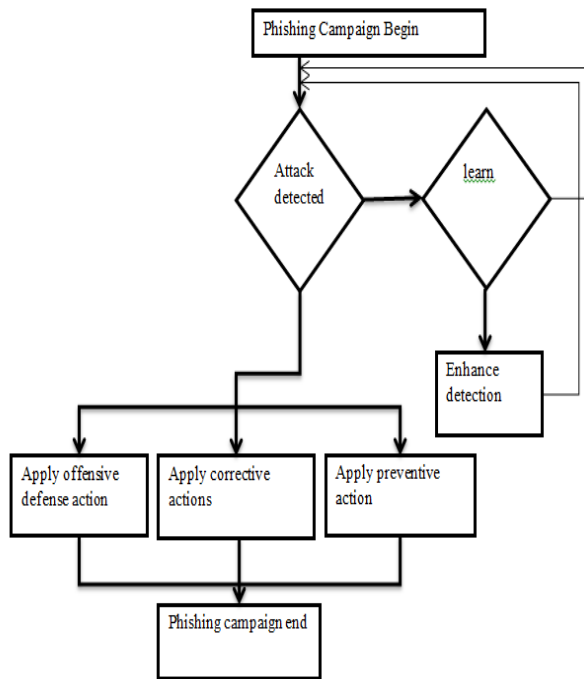 Phishing Campaign Begin
Attack
detected
learn
Enhance
detection
Apply offensive
defense action
Apply corrective
actions
Apply preventive
action
Phishing campaign end